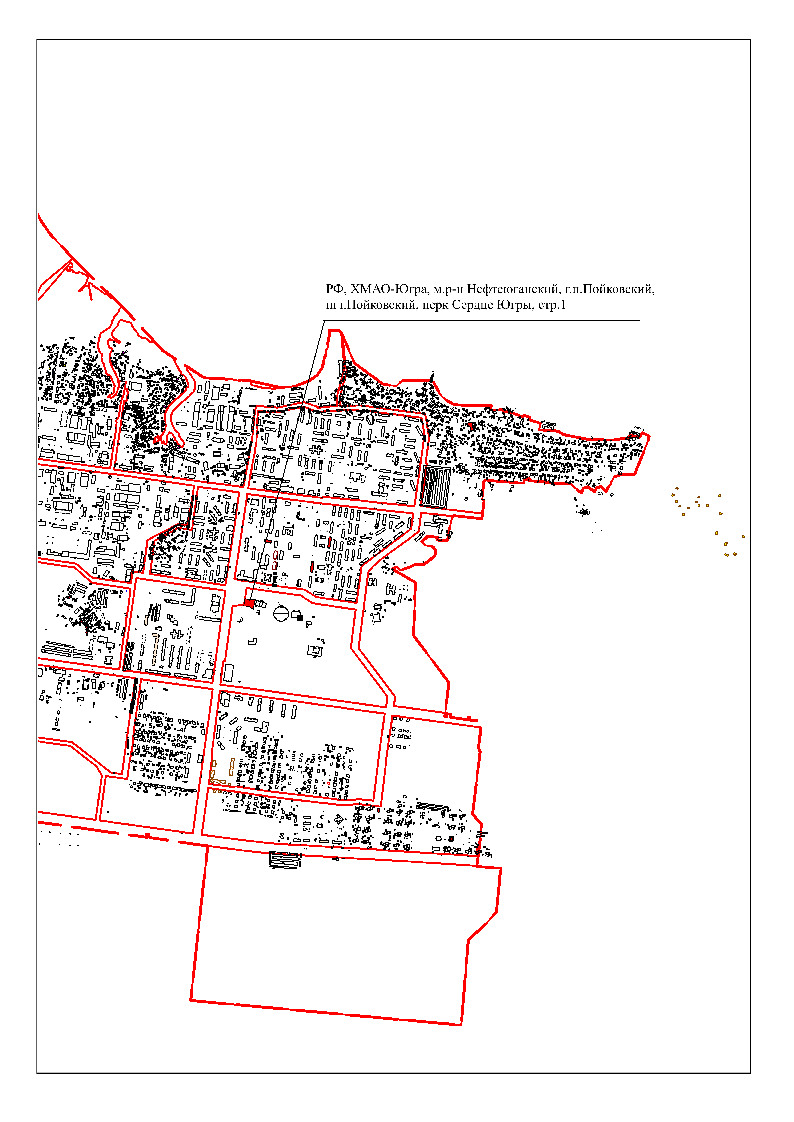 РФ, ХМАО-Югра, м.р-н Нефтеюганский, г.п.Пойковский,
пгт.Пойковский, парк Сердце Югры, стр.1